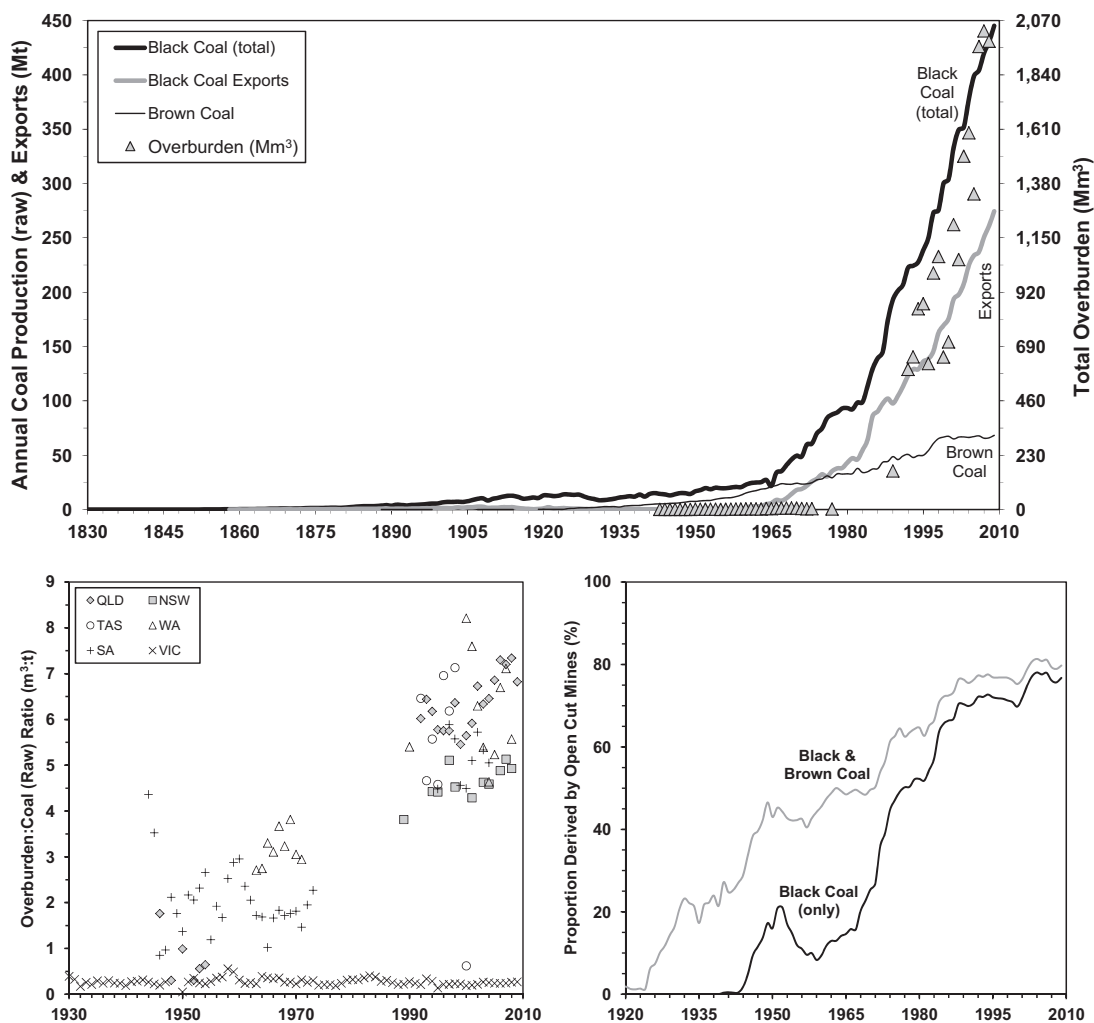 Annual Coal Production (raw) & Exports (Mt)
450
400
350
300
250
200
150
100
50
0
Black Coal (total)
Black Coal Exports
Brown Coal
Overburden (Mm³)
Black
Coal
(total)
Exports
Brown
Coal
2,070
1,840
1,610
1,380
1,150
920
690
460
230
0
Total Overburden (Mm³)
1830 1845 1860 1875 1890 1905 1920 1935 1950 1965 1980 1995 2010
Overburden:Coal (Raw) Ratio (m³:t)
9
8
7
6
5
4
3
2
1
0
QLD NSW
TAS WA
SA VIC
1930 1950 1970 1990 2010
Proportion Derived by Open Cut Mines (%)
100
80
60
40
20
0
Black &
Brown Coal
Black Coal
(only)
1920 1935 1950 1965 1980 1995 2010